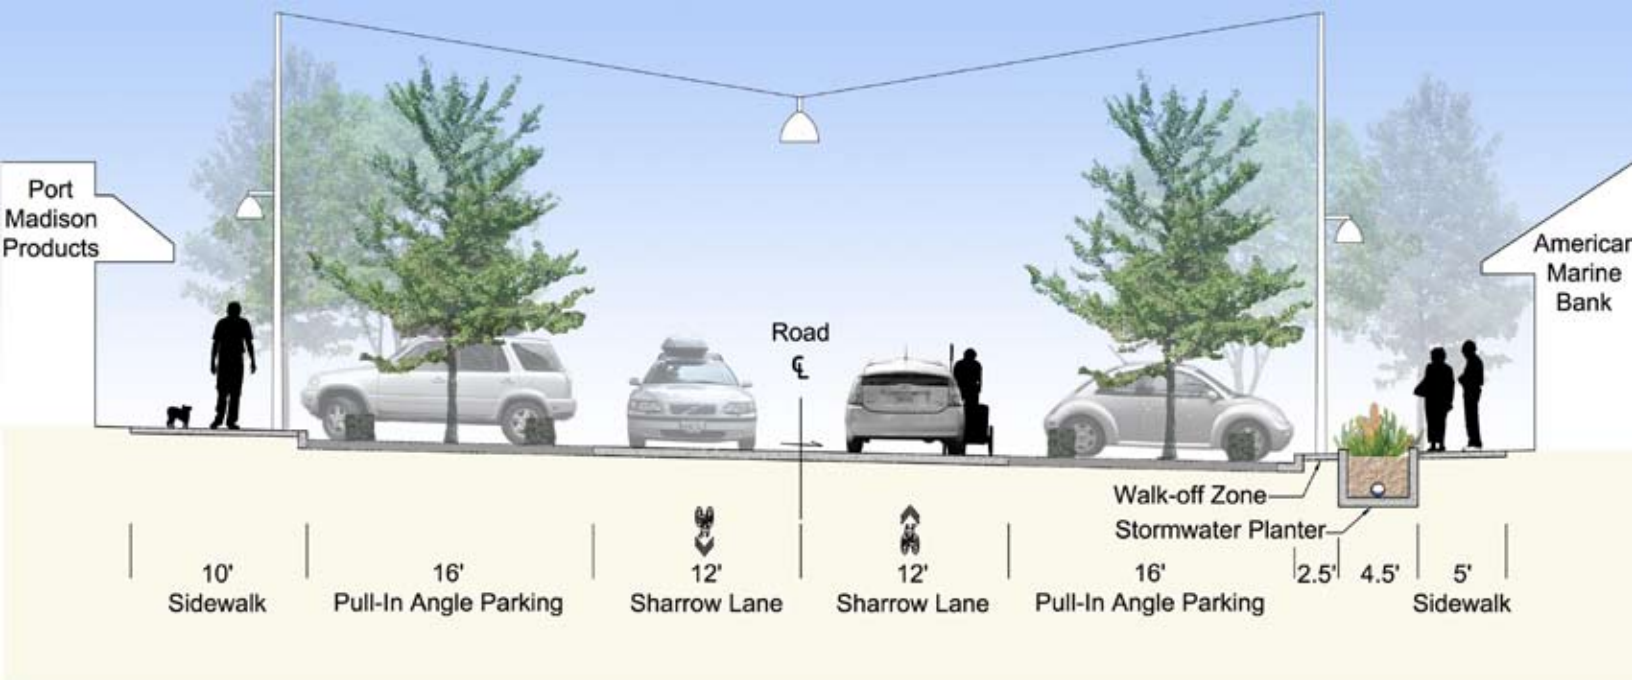 Port
Madison
Products
American
Marine
Bank
Road
℄
Walk-off Zone
Stormwater Planter
10' 16' 12' 12' 16' 2.5' 4.5' 5'
Sidewalk Pull-In Angle Parking Sharrow Lane Sharrow Lane Pull-In Angle Parking Sidewalk